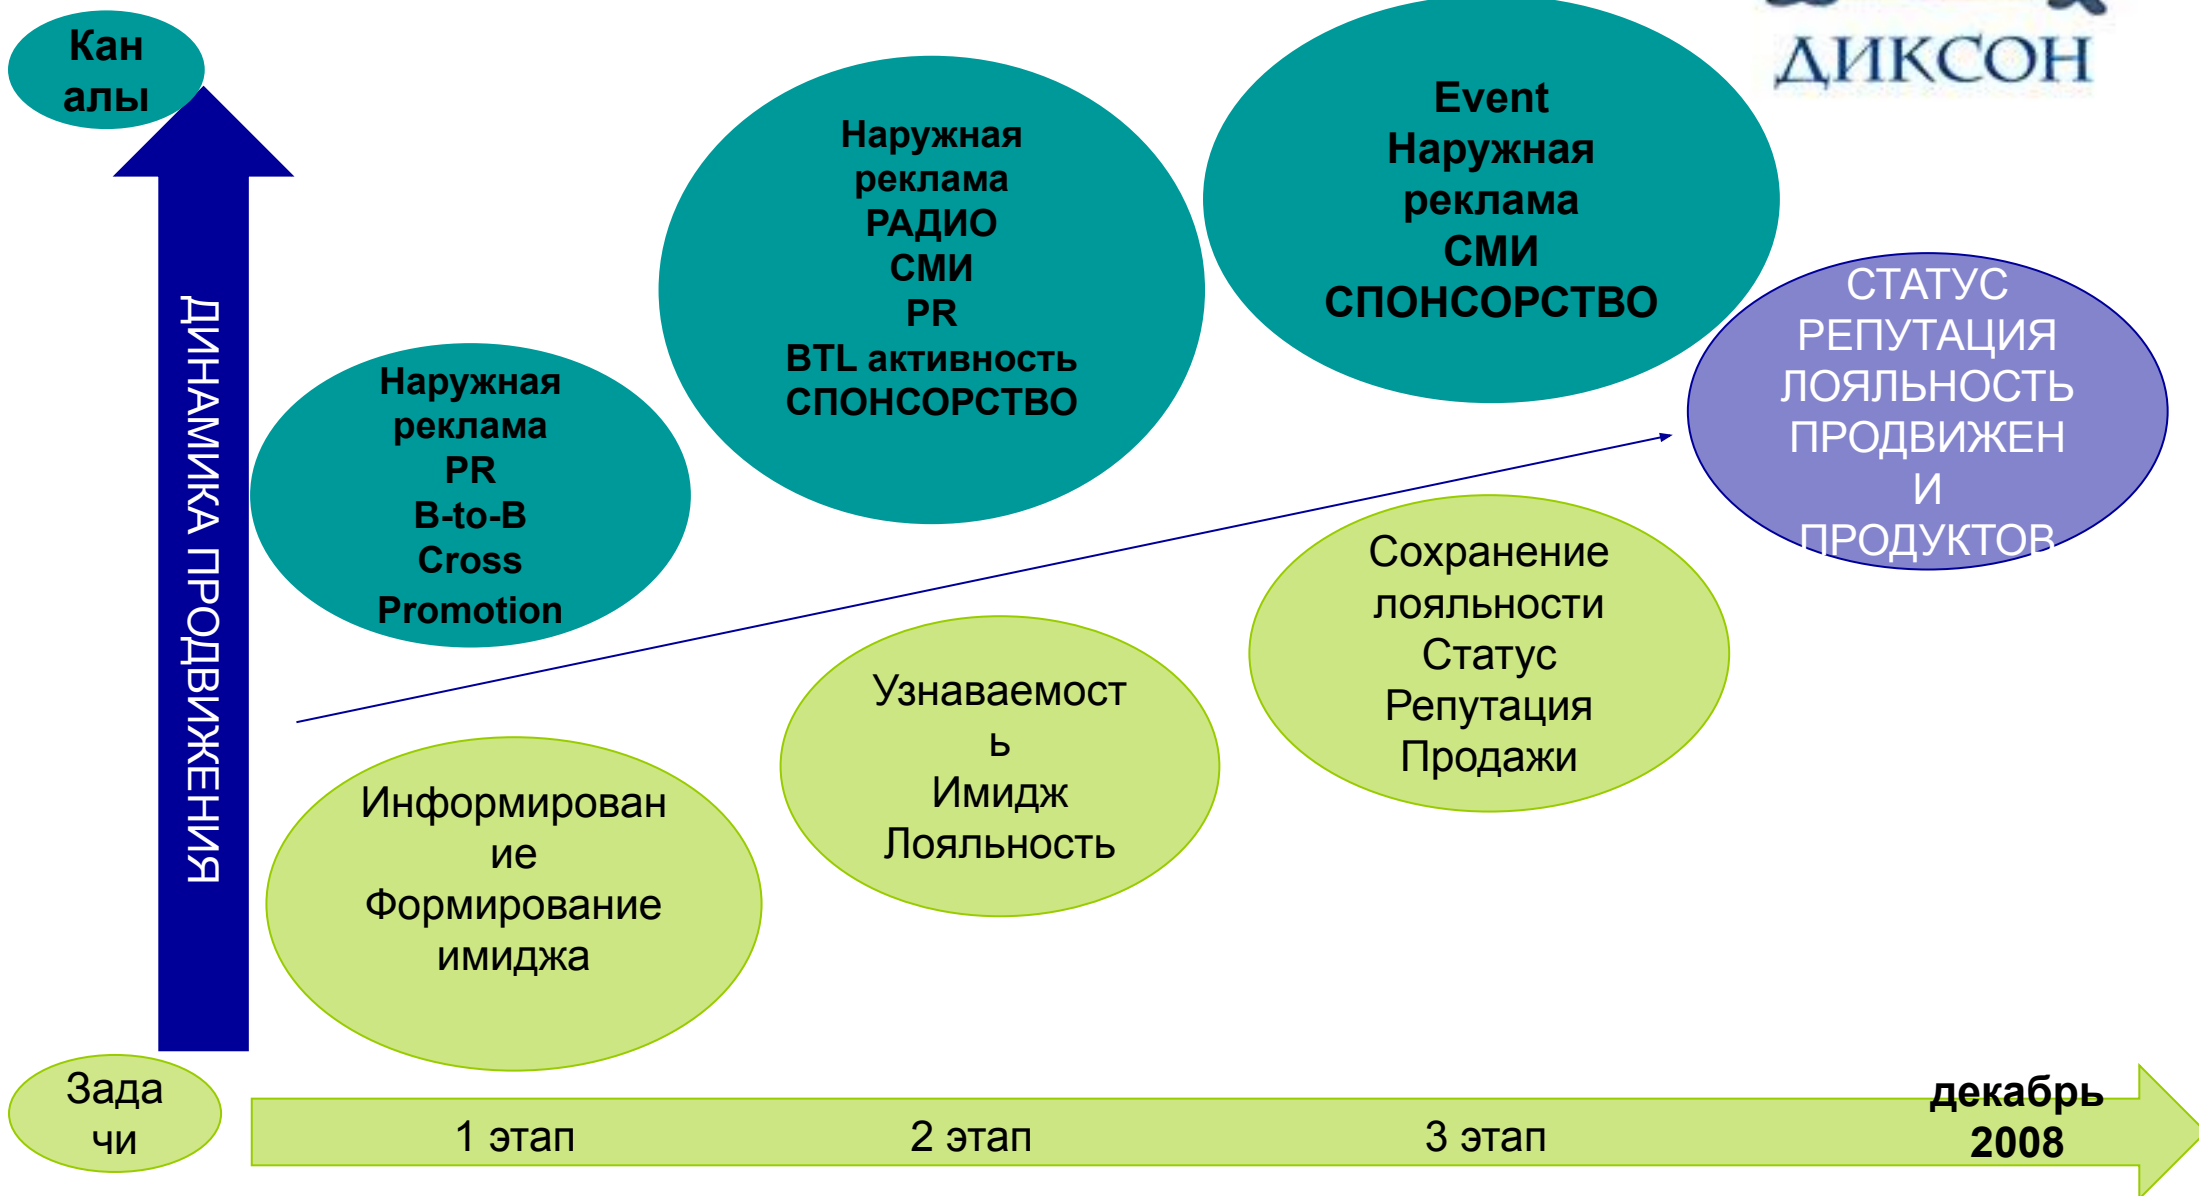 ДИКСОН
Кан
алы
ДИНАМИКА ПРОДВИЖЕНИЯ
Наружная
реклама
PR
B-to-B
Cross
Promotion
Наружная
реклама
РАДИО
СМИ
PR
BTL активность
СПОНСОРСТВО
Event
Наружная
реклама
СМИ
СПОНСОРСТВО
СТАТУС
РЕПУТАЦИЯ
ЛОЯЛЬНОСТЬ
ПРОДВИЖЕН
И
ПРОДУКТОВ
Информирован
ие
Формирование
имиджа
Узнаваемост
ь
Имидж
Лояльность
Сохранение
лояльности
Статус
Репутация
Продажи
Зада
чи
1 этап
2 этап
3 этап
декабрь
2008